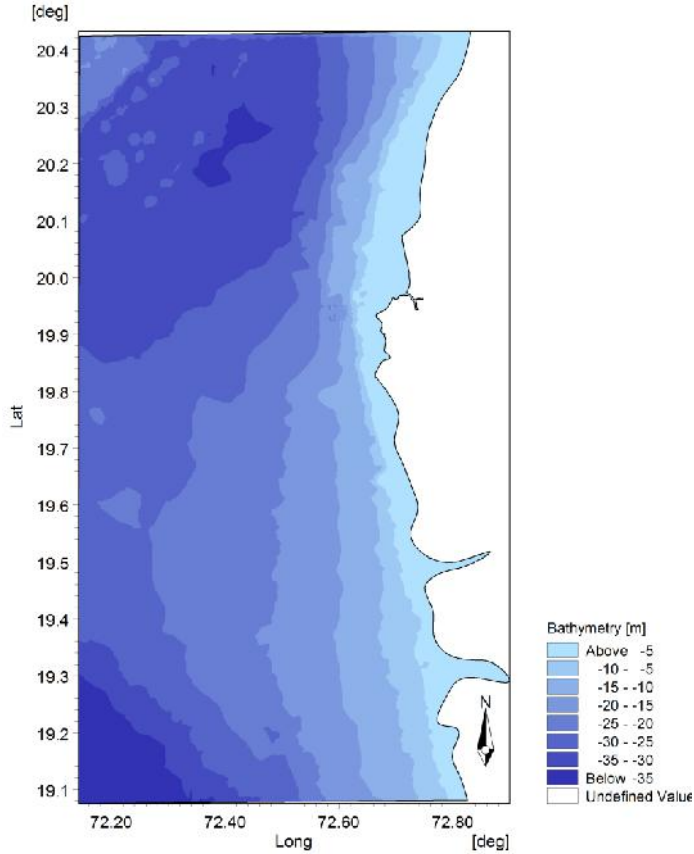 [deg]
20.4
20.3
20.2
20.1
20.0
19.9
19.8
19.7
19.6
19.5
19.4
19.3
19.2
19.1
Lat
72.20 72.40 72.60 72.80 [deg]
Long
N
Bathymetry [m]
Above -5
-10 - -5
-15 - -10
-20 - -15
-25 - -20
-30 - -25
-35 - -30
Below -35
Undefined Value